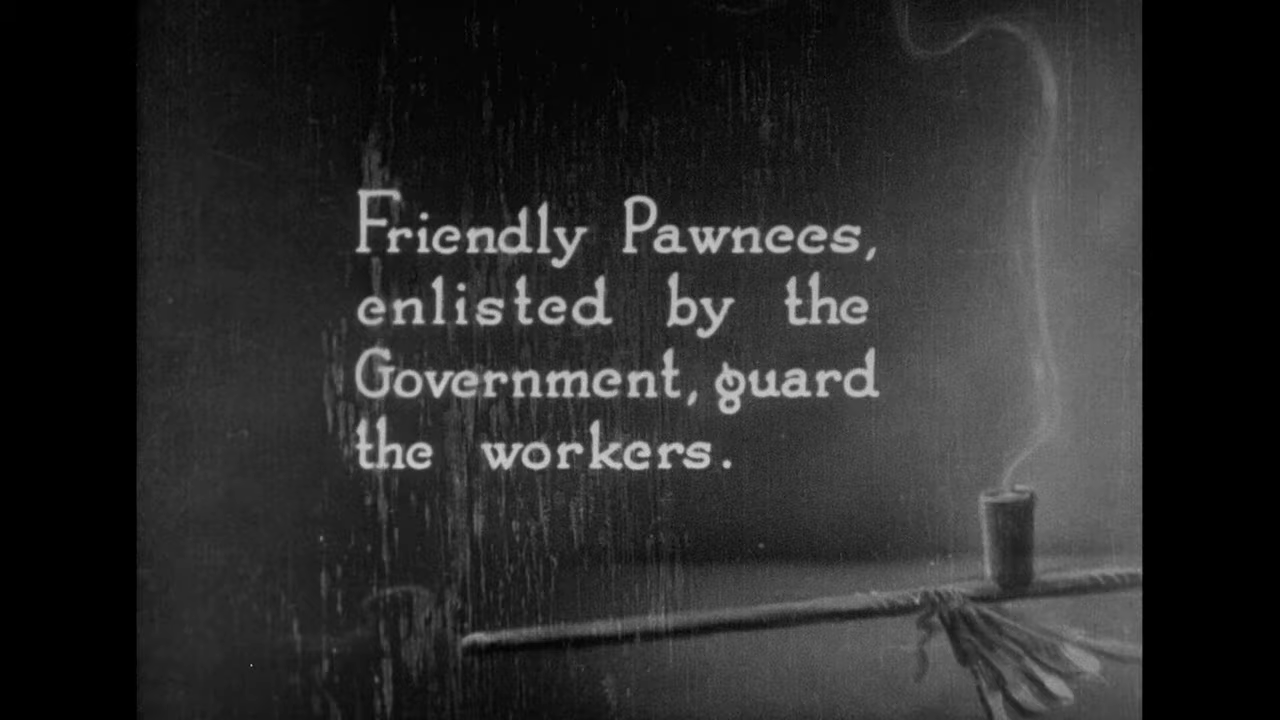 Friendly Pawnees,
enlisted by the
Government, guard
the workers.